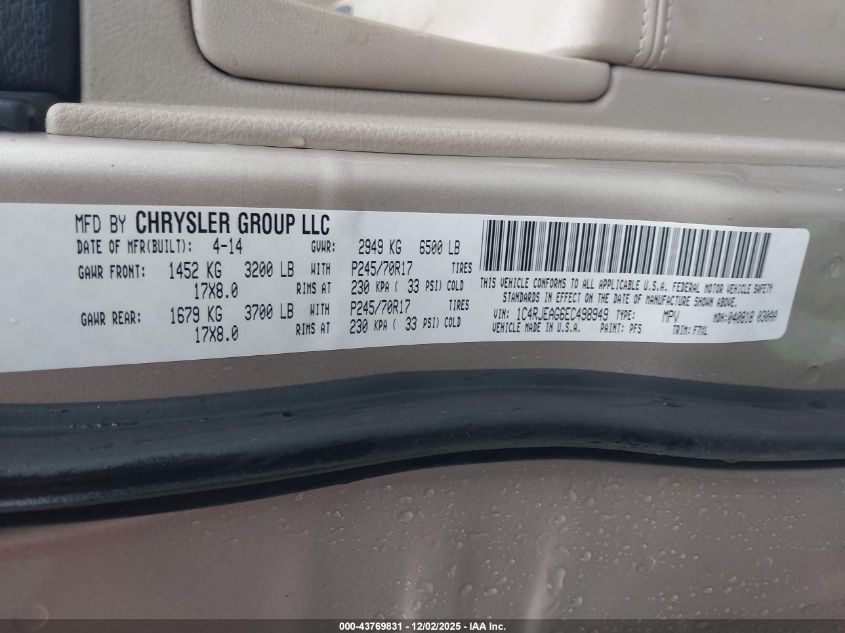 MFD BY CHRYSLER GROUP LLC
DATE OF MFR(BUILT): 4-14 GVWR: 2949 KG 6500 LB
GAWR FRONT: 1452 KG 3200 LB WITH P245/70R17 TIRES
17X8.0 RIMS AT 230 KPA ( 33 PSI) COLD
GAWR REAR: 1679 KG 3700 LB WITH P245/70R17 TIRES
17X8.0 RIMS AT 230 KPA ( 33 PSI) COLD
THIS VEHICLE CONFORMS TO ALL APPLICABLE U.S.A. FEDERAL MOTOR VEHICLE SAFETY
STANDARDS IN EFFECT ON THE DATE OF MANUFACTURE SHOWN ABOVE.
VIN: 1C4RJEAG6EC498949 TYPE: MPV MDH: 040818 030AA
VEHICLE MADE IN U.S.A. PAINT: PFS TRIM: F7XL
000-43769831 - 12/02/2025 - IAA Inc.